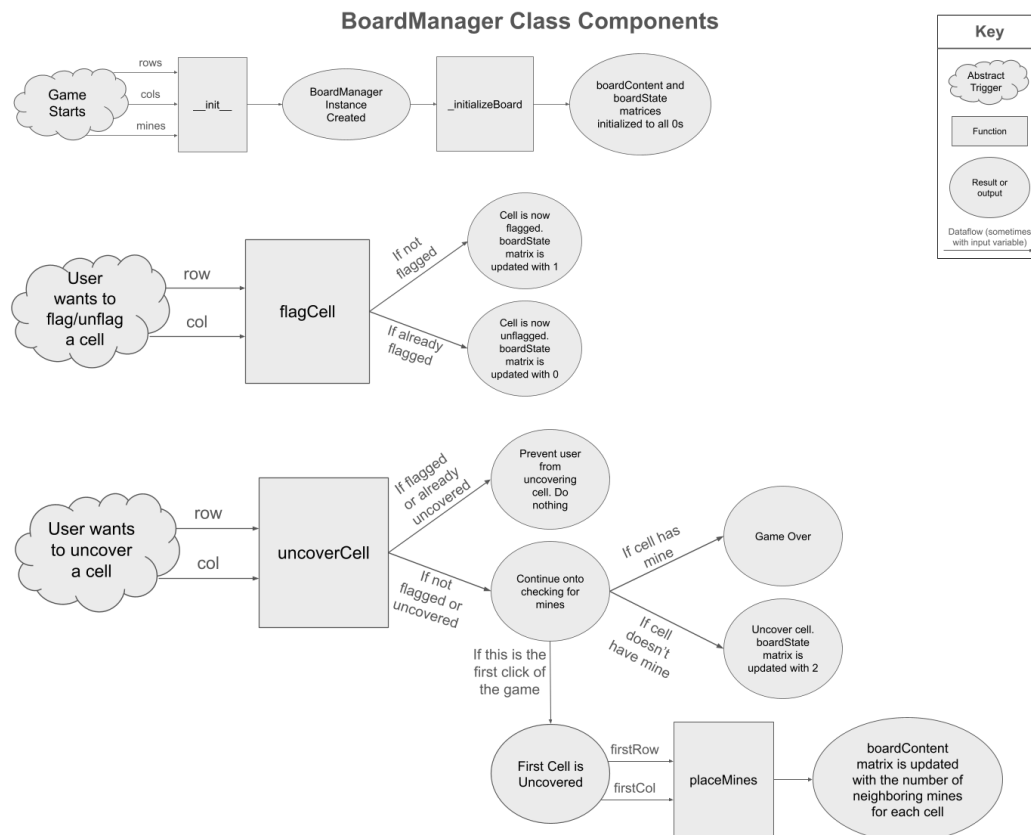 BoardManager Class Components
Key
Abstract
Trigger
Function
Result or
output
Dataflow (sometimes
with input variable)
Game
Starts
rows
cols
mines
__init__
BoardManager
Instance
Created
_initializeBoard
boardContent and
boardState
matrices
initialized to all 0s
User
wants to
flag/unflag
a cell
row
col
flagCell
If not
flagged
If already
flagged
Cell is now
flagged.
boardState
matrix is
updated with 1
Cell is now
unflagged.
boardState
matrix is
updated with 0
User wants
to uncover
a cell
row
col
uncoverCell
If flagged
or already
uncovered
If not
flagged or
uncovered
Prevent user
from
uncovering
cell. Do
nothing
Continue onto
checking for
mines
If cell has
mine
If cell
doesn't
have mine
Game Over
Uncover cell.
boardState
matrix is
updated with 2
If this is the
first click of
the game
First Cell is
Uncovered
firstRow
firstCol
placeMines
boardContent
matrix is updated
with the number of
neighboring mines
for each cell